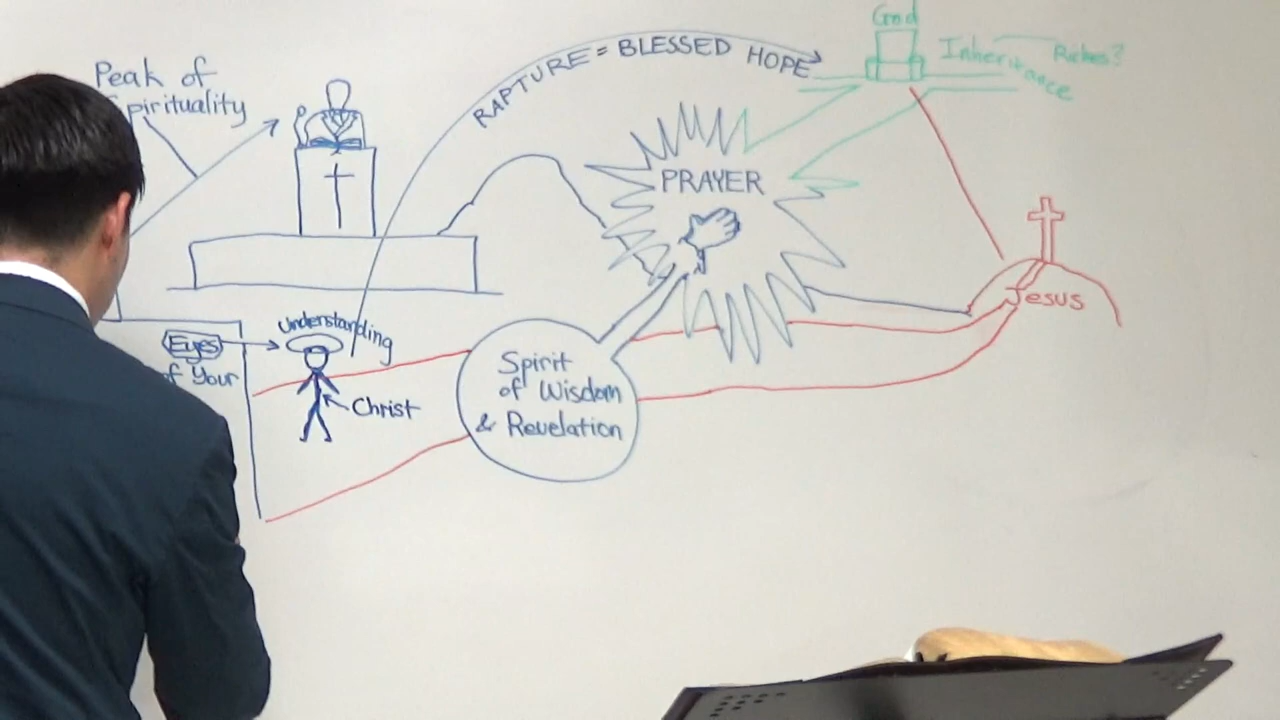 Peak of
Spirituality
RAPTURE = BLESSED HOPE
God
Inheritance
Riches?
PRAYER
Jesus
Eyes
of Your
Understanding
Christ
Spirit
of Wisdom
& Revelation